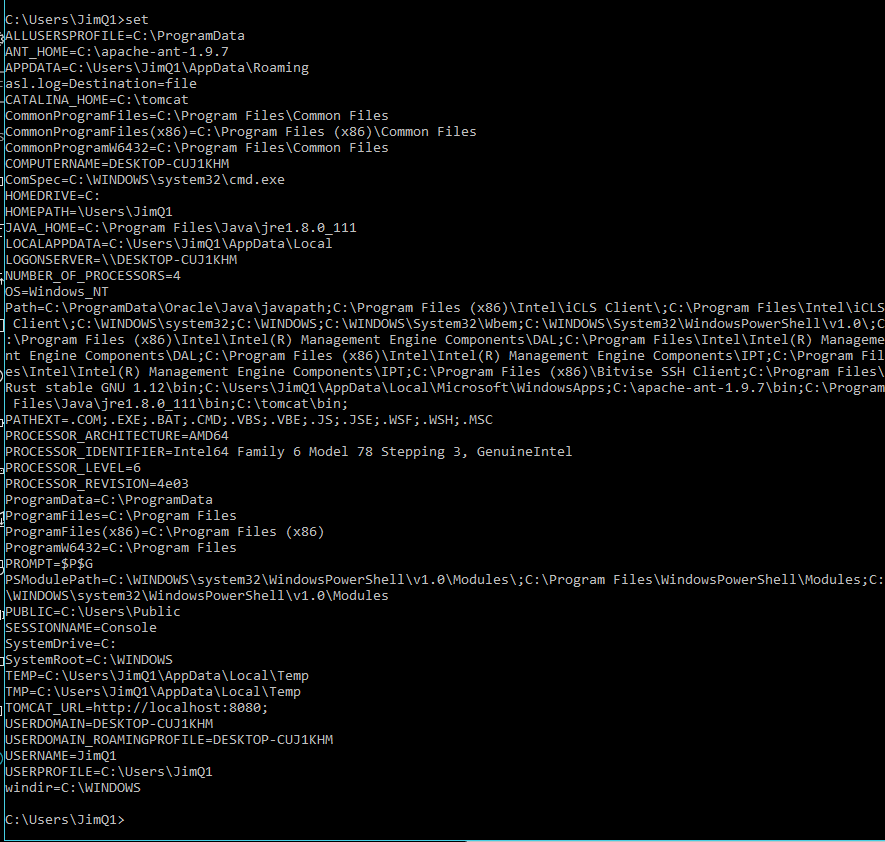 C:\Users\JimQ1>set
ALLUSERSPROFILE=C:\ProgramData
ANT_HOME=C:\apache-ant-1.9.7
APPDATA=C:\Users\JimQ1\AppData\Roaming
asl.log=Destination=file
CATALINA_HOME=C:\tomcat
CommonProgramFiles=C:\Program Files\Common Files
CommonProgramFiles(x86)=C:\Program Files (x86)\Common Files
CommonProgramW6432=C:\Program Files\Common Files
COMPUTERNAME=DESKTOP-CUJ1KHM
ComSpec=C:\WINDOWS\system32\cmd.exe
HOMEDRIVE=C:
HOMEPATH=\Users\JimQ1
JAVA_HOME=C:\Program Files\Java\jre1.8.0_111
LOCALAPPDATA=C:\Users\JimQ1\AppData\Local
LOGONSERVER=\\DESKTOP-CUJ1KHM
NUMBER_OF_PROCESSORS=4
OS=Windows_NT
Path=C:\ProgramData\Oracle\Java\javapath;C:\Program Files (x86)\Intel\iCLS Client\;C:\Program Files\Intel\iCLS
 Client\;C:\WINDOWS\system32;C:\WINDOWS;C:\WINDOWS\System32\Wbem;C:\WINDOWS\System32\WindowsPowerShell\v1.0\;C
:\Program Files (x86)\Intel\Intel(R) Management Engine Components\DAL;C:\Program Files\Intel\Intel(R) Manageme
nt Engine Components\DAL;C:\Program Files (x86)\Intel\Intel(R) Management Engine Components\IPT;C:\Program Fil
es\Intel\Intel(R) Management Engine Components\IPT;C:\Program Files (x86)\Bitvise SSH Client;C:\Program Files\
Rust stable GNU 1.12\bin;C:\Users\JimQ1\AppData\Local\Microsoft\WindowsApps;C:\apache-ant-1.9.7\bin;C:\Program
 Files\Java\jre1.8.0_111\bin;C:\tomcat\bin;
PATHEXT=.COM;.EXE;.BAT;.CMD;.VBS;.VBE;.JS;.JSE;.WSF;.WSH;.MSC
PROCESSOR_ARCHITECTURE=AMD64
PROCESSOR_IDENTIFIER=Intel64 Family 6 Model 78 Stepping 3, GenuineIntel
PROCESSOR_LEVEL=6
PROCESSOR_REVISION=4e03
ProgramData=C:\ProgramData
ProgramFiles=C:\Program Files
ProgramFiles(x86)=C:\Program Files (x86)
ProgramW6432=C:\Program Files
PROMPT=$P$G
PSModulePath=C:\WINDOWS\system32\WindowsPowerShell\v1.0\Modules\;C:\Program Files\WindowsPowerShell\Modules;C:
\WINDOWS\system32\WindowsPowerShell\v1.0\Modules
PUBLIC=C:\Users\Public
SESSIONNAME=Console
SystemDrive=C:
SystemRoot=C:\WINDOWS
TEMP=C:\Users\JimQ1\AppData\Local\Temp
TMP=C:\Users\JimQ1\AppData\Local\Temp
TOMCAT_URL=http://localhost:8080;
USERDOMAIN=DESKTOP-CUJ1KHM
USERDOMAIN_ROAMINGPROFILE=DESKTOP-CUJ1KHM
USERNAME=JimQ1
USERPROFILE=C:\Users\JimQ1
windir=C:\WINDOWS
C:\Users\JimQ1>